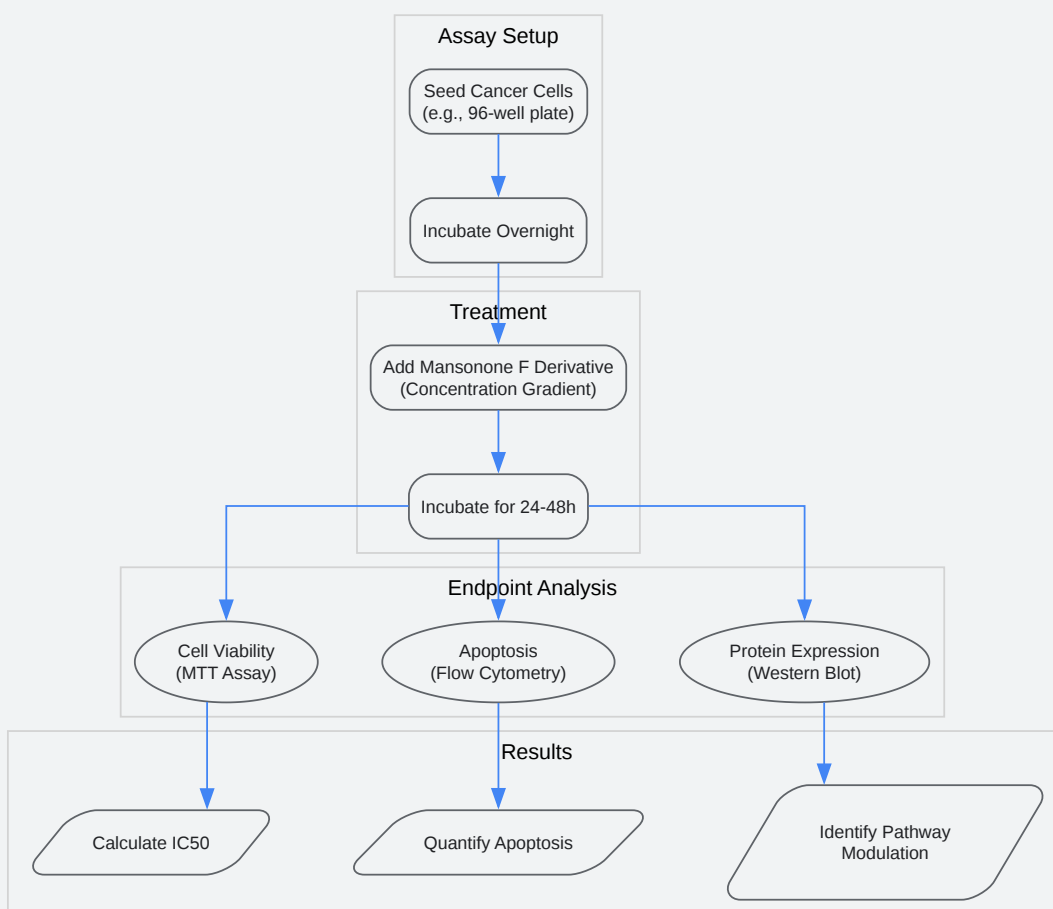 Assay Setup
Seed Cancer Cells
(e.g., 96-well plate)
Incubate Overnight
Treatment
Add Mansonone F Derivative
(Concentration Gradient)
Incubate for 24-48h
Endpoint Analysis
Cell Viability
(MTT Assay)
Apoptosis
(Flow Cytometry)
Protein Expression
(Western Blot)
Results
Calculate IC50
Quantify Apoptosis
Identify Pathway
Modulation